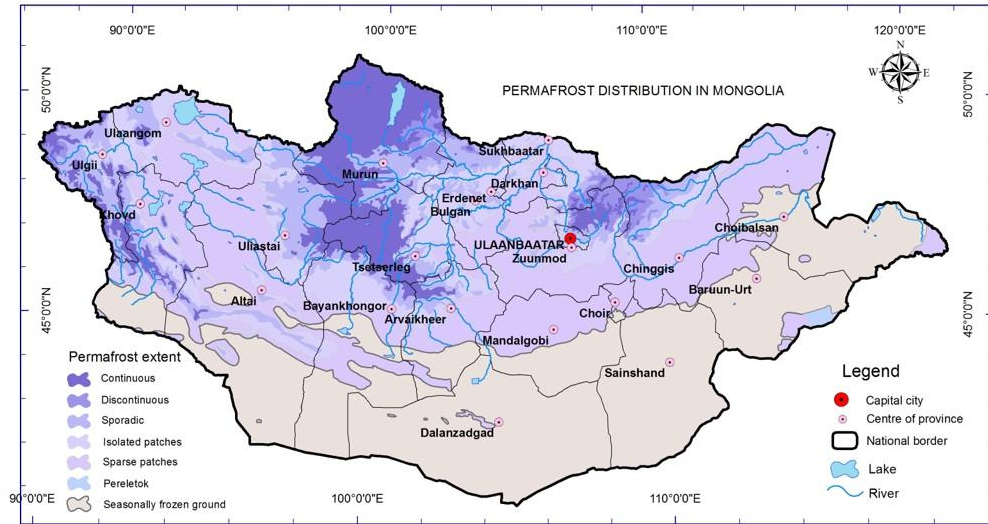 90°0'0"E
100°0'0"E
110°0'0"E
120°0'0"E
N
W
E
S
50°0'0"N
50°0'0"N
PERMAFROST DISTRIBUTION IN MONGOLIA
Ulaangom
Sukhbaatar
Ulgii
Murun
Darkhan
Erdenet
Bulgan
Khovd
Choibalsan
Uliastai
ULAANBAATAR
Zuunmod
Tsetserleg
Chinggis
Baruun-Urt
Altai
Bayankhongor
Choir
Arvaikheer
45°0'0"N
45°0'0"N
Mandalgobi
Sainshand
Dalanzadgad
Permafrost extent
Continuous
Discontinuous
Sporadic
Isolated patches
Sparse patches
Pereletok
Seasonally frozen ground
Legend
Capital city
Centre of province
National border
Lake
River
90°0'0"E
100°0'0"E
110°0'0"E